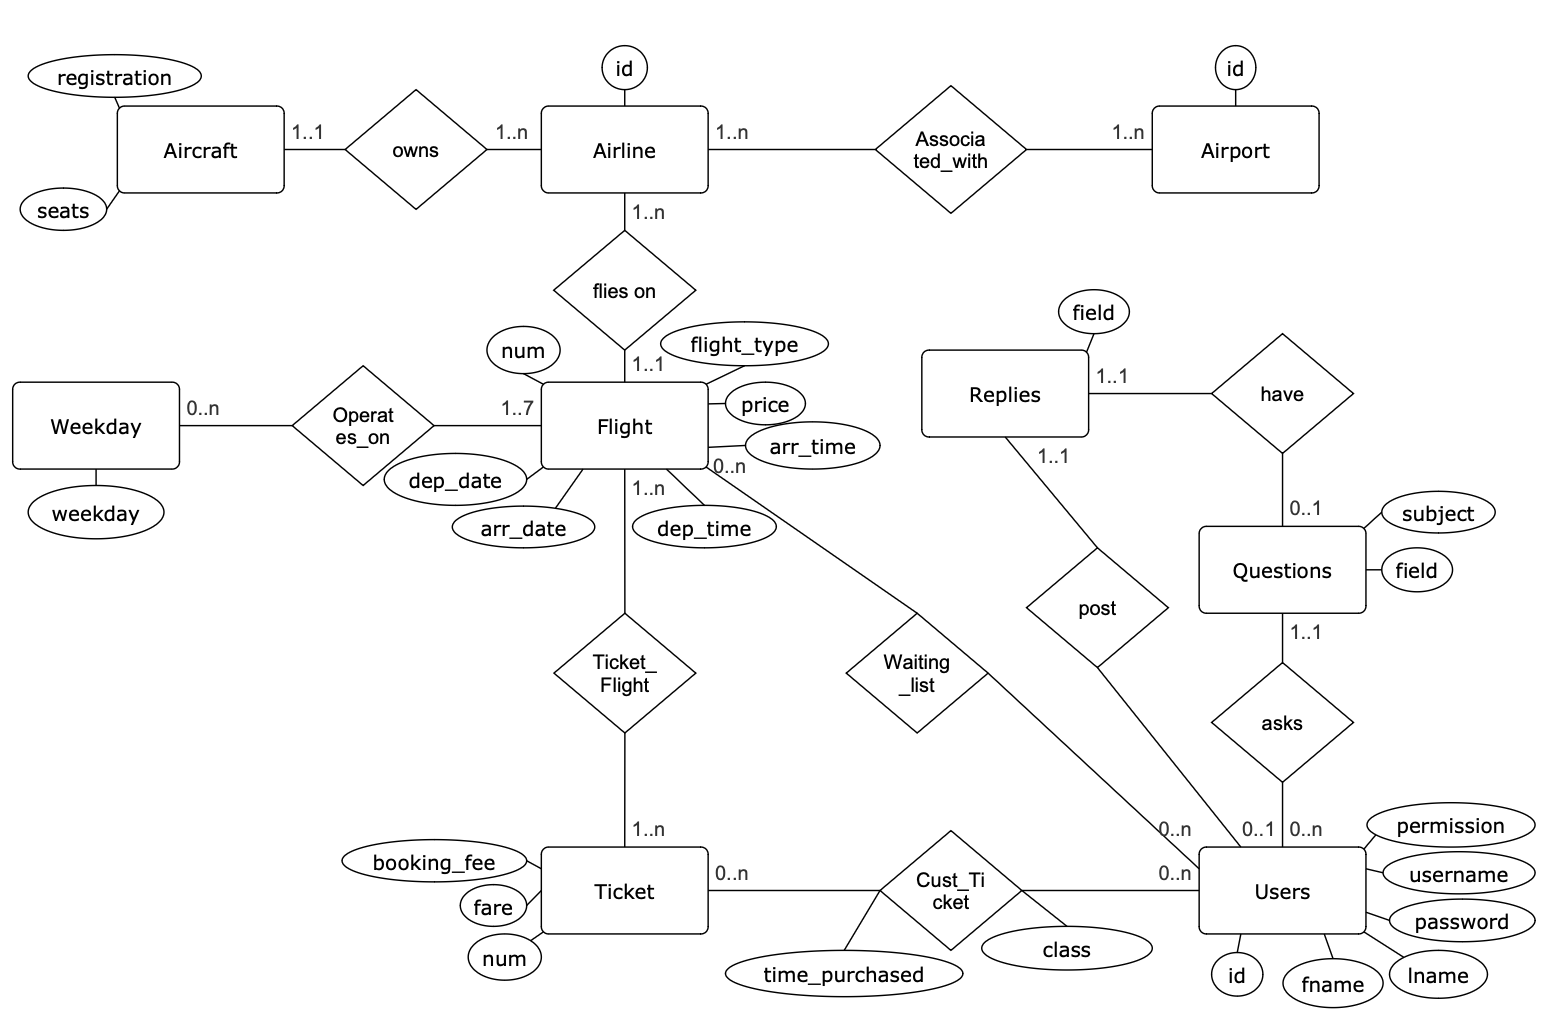 id
id
registration
Aircraft
1..1
owns
1..n
Airline
1..n
Associa
ted_with
1..n
Airport
seats
1..n
flies on
field
num
flight_type
1..1
Replies
1..1
have
Weekday
0..n
Operat
es_on
1..7
Flight
price
arr_time
0..n
1..1
dep_date
1..n
weekday
arr_date
dep_time
0..1
subject
Questions
field
post
1..1
Ticket_
Flight
Waiting
_list
asks
1..n
0..n
0..1
0..n
permission
booking_fee
Ticket
0..n
Cust_Ti
cket
0..n
Users
username
fare
password
num
time_purchased
class
id
fname
lname